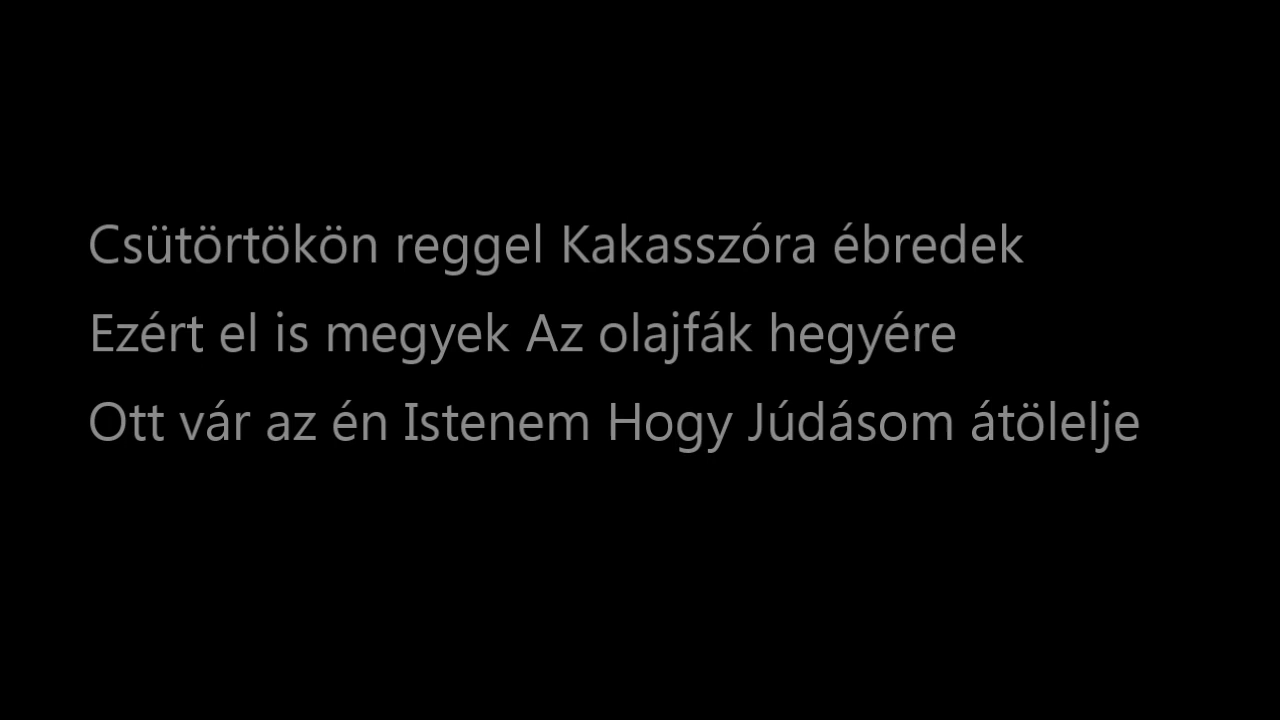 Csütörtökön reggel Kakasszóra ébredek
Ezért el is megyek Az olajfák hegyére
Ott vár az én Istenem Hogy Júdásom átölelje